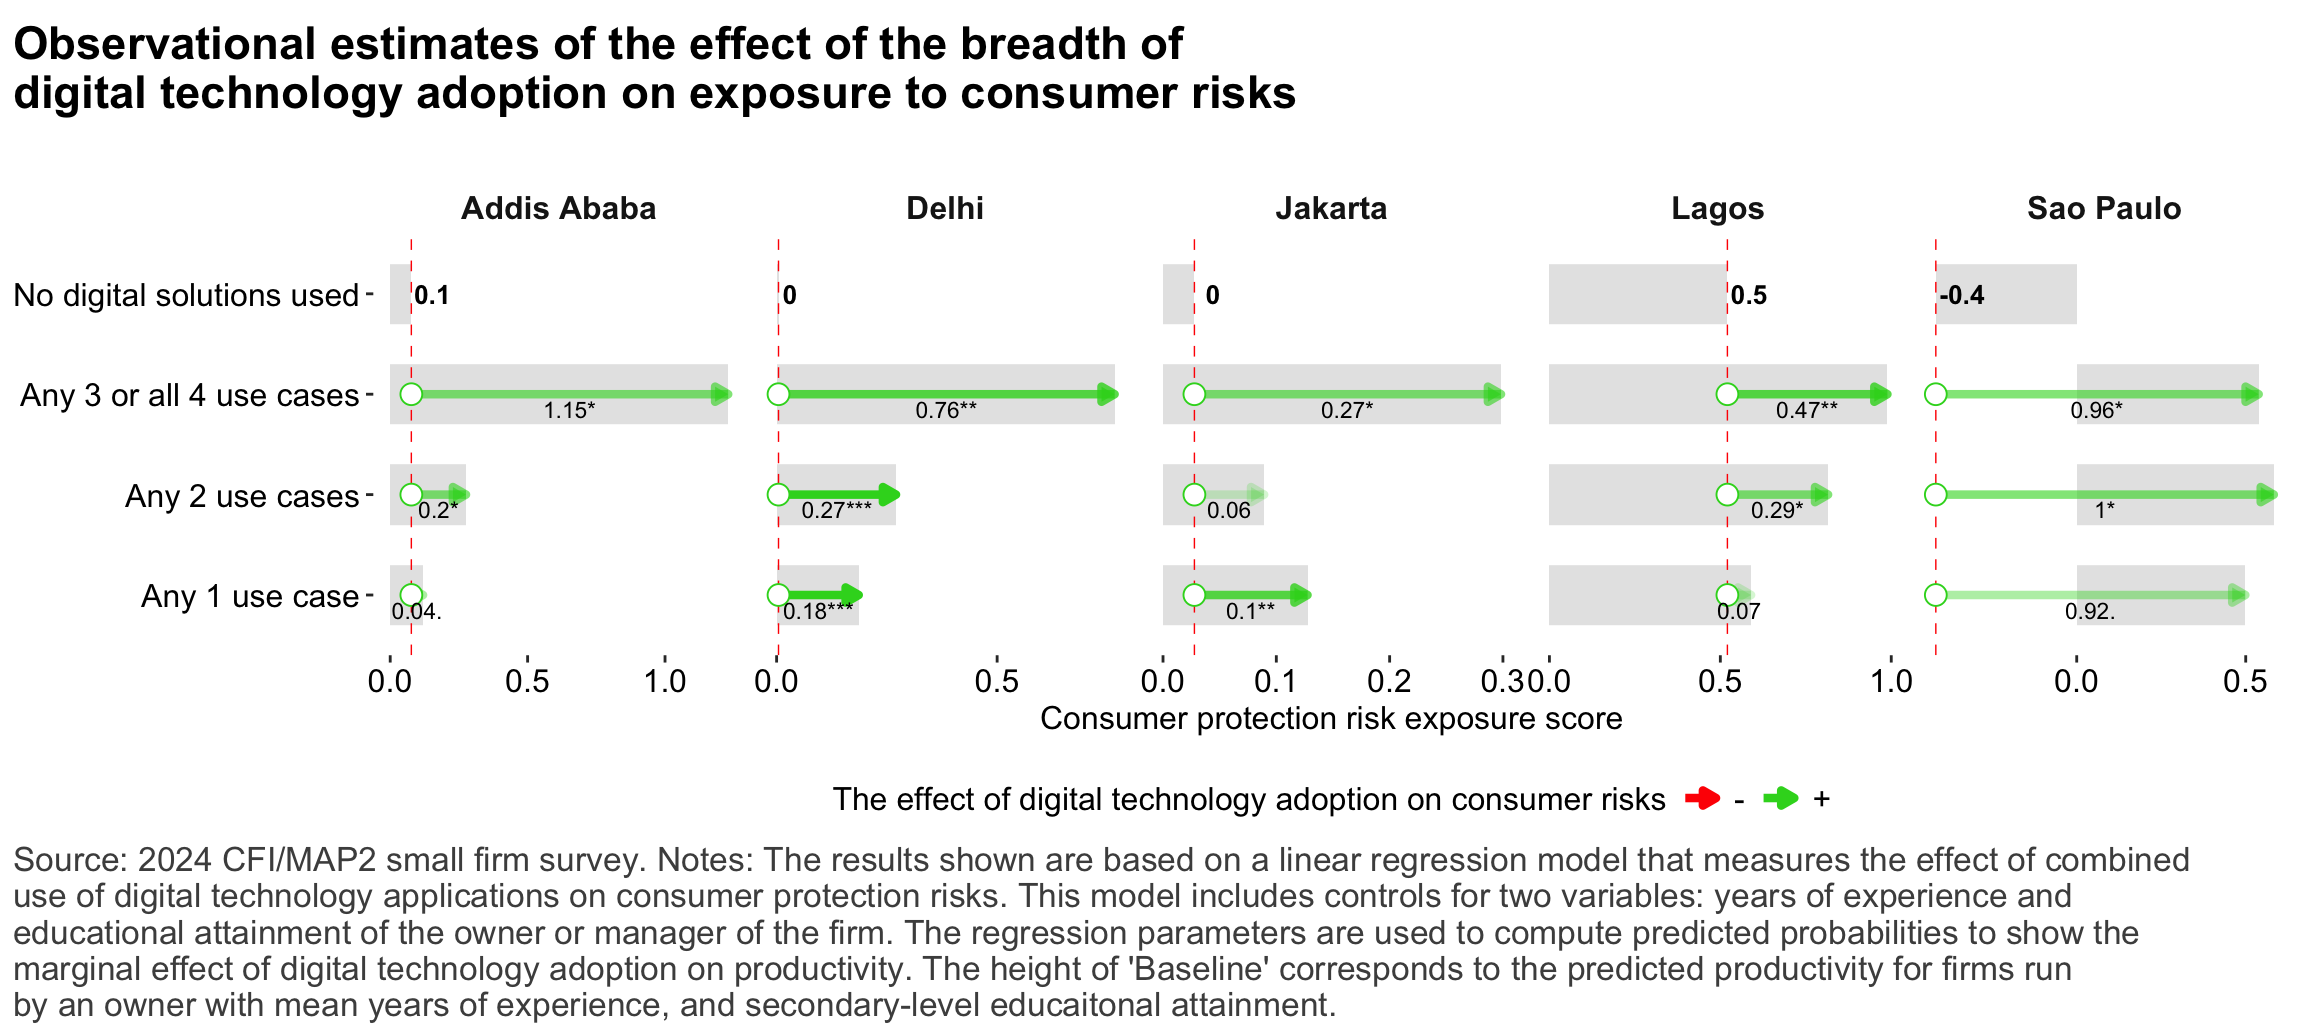 Observational estimates of the effect of the breadth of
digital technology adoption on exposure to consumer risks
Addis Ababa Delhi Jakarta Lagos Sao Paulo
No digital solutions used 0.1 0 0 0.5 -0.4
Any 3 or all 4 use cases 1.15* 0.76** 0.27* 0.47** 0.96*
Any 2 use cases 0.2* 0.27*** 0.06 0.29* 1*
Any 1 use case 0.04. 0.18*** 0.1** 0.07 0.92.
0.0 0.5 1.0 0.0 0.5 0.0 0.1 0.2 0.3 0.0 0.5 1.0 0.0 0.5
Consumer protection risk exposure score
The effect of digital technology adoption on consumer risks - +
Source: 2024 CFI/MAP2 small firm survey. Notes: The results shown are based on a linear regression model that measures the effect of combined
use of digital technology applications on consumer protection risks. This model includes controls for two variables: years of experience and
educational attainment of the owner or manager of the firm. The regression parameters are used to compute predicted probabilities to show the
marginal effect of digital technology adoption on productivity. The height of 'Baseline' corresponds to the predicted productivity for firms run
by an owner with mean years of experience, and secondary-level educaitonal attainment.